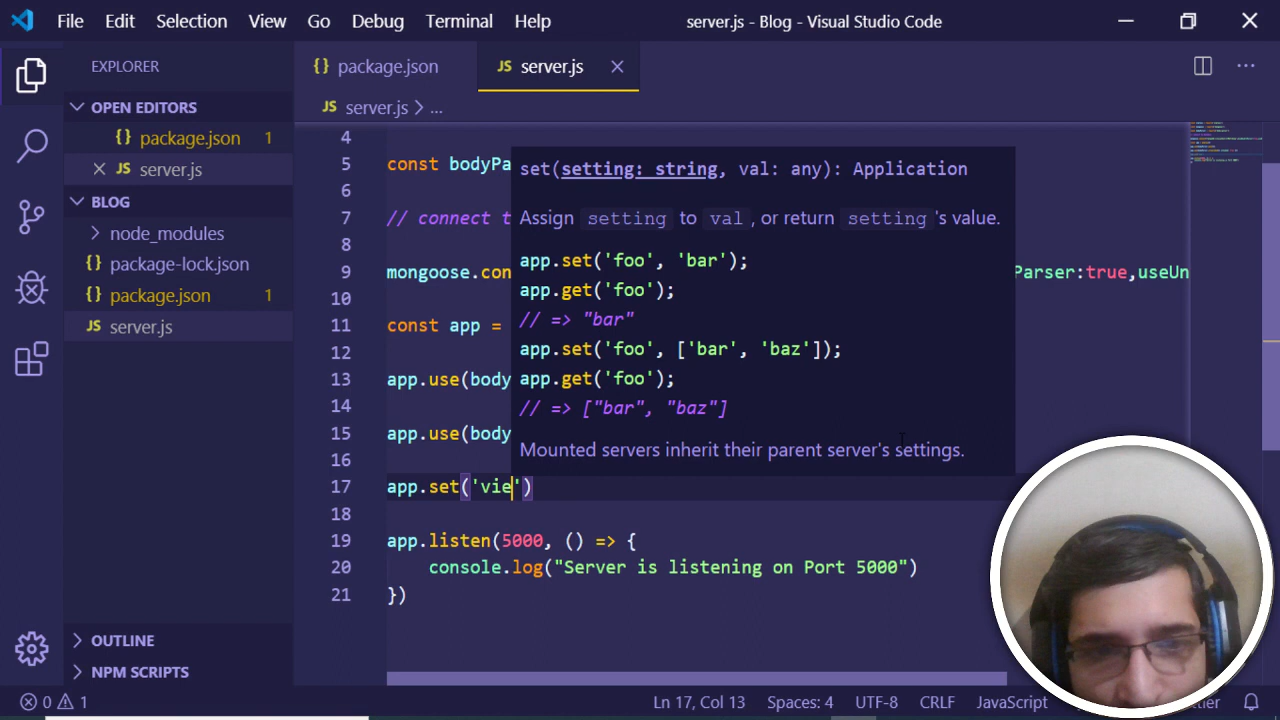 File Edit Selection View Go Debug Terminal Help server.js - Blog - Visual Studio Code
EXPLORER
{} package.json
JS server.js
JS server.js > ...
OPEN EDITORS
{} package.json 1
JS server.js
BLOG
node_modules
{} package-lock.json
{} package.json 1
JS server.js
OUTLINE
NPM SCRIPTS
4
5 const bodyPa
6
7 // connect t
8
9 mongoose.con Parser:true,useUn
10
11 const app =
12
13 app.use(body
14
15 app.use(body
16
17 app.set('vie')
18
19 app.listen(5000, () => {
20 console.log("Server is listening on Port 5000")
21 })
set(setting: string, val: any): Application
Assign setting to val, or return setting's value.
app.set('foo', 'bar');
app.get('foo');
// => "bar"
app.set('foo', ['bar', 'baz']);
app.get('foo');
// => ["bar", "baz"]
Mounted servers inherit their parent server's settings.
0 1 Ln 17, Col 13 Spaces: 4 UTF-8 CRLF JavaScript